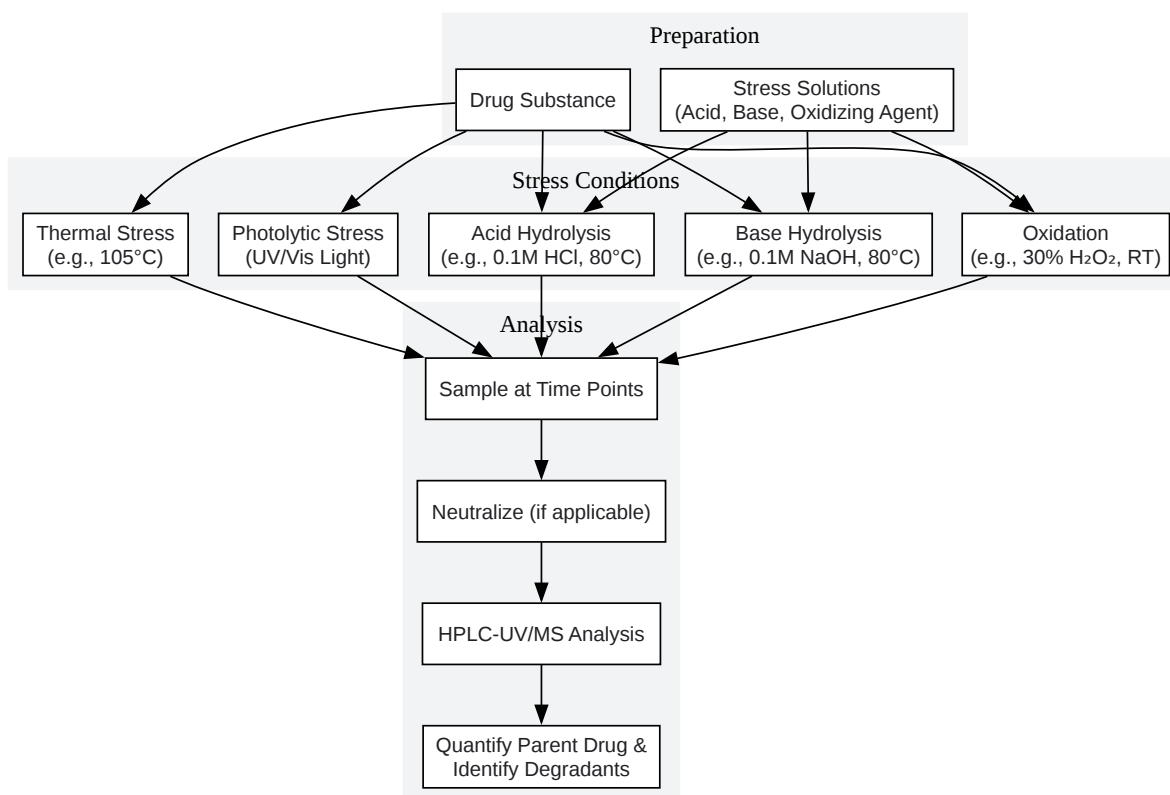 Preparation
Drug Substance
Stress Solutions
(Acid, Base, Oxidizing Agent)
Stress Conditions
Thermal Stress
(e.g., 105°C)
Photolytic Stress
(UV/Vis Light)
Acid Hydrolysis
(e.g., 0.1M HCl, 80°C)
Base Hydrolysis
(e.g., 0.1M NaOH, 80°C)
Oxidation
(e.g., 30% H₂O₂, RT)
Analysis
Sample at Time Points
Neutralize (if applicable)
HPLC-UV/MS Analysis
Quantify Parent Drug &
Identify Degradants